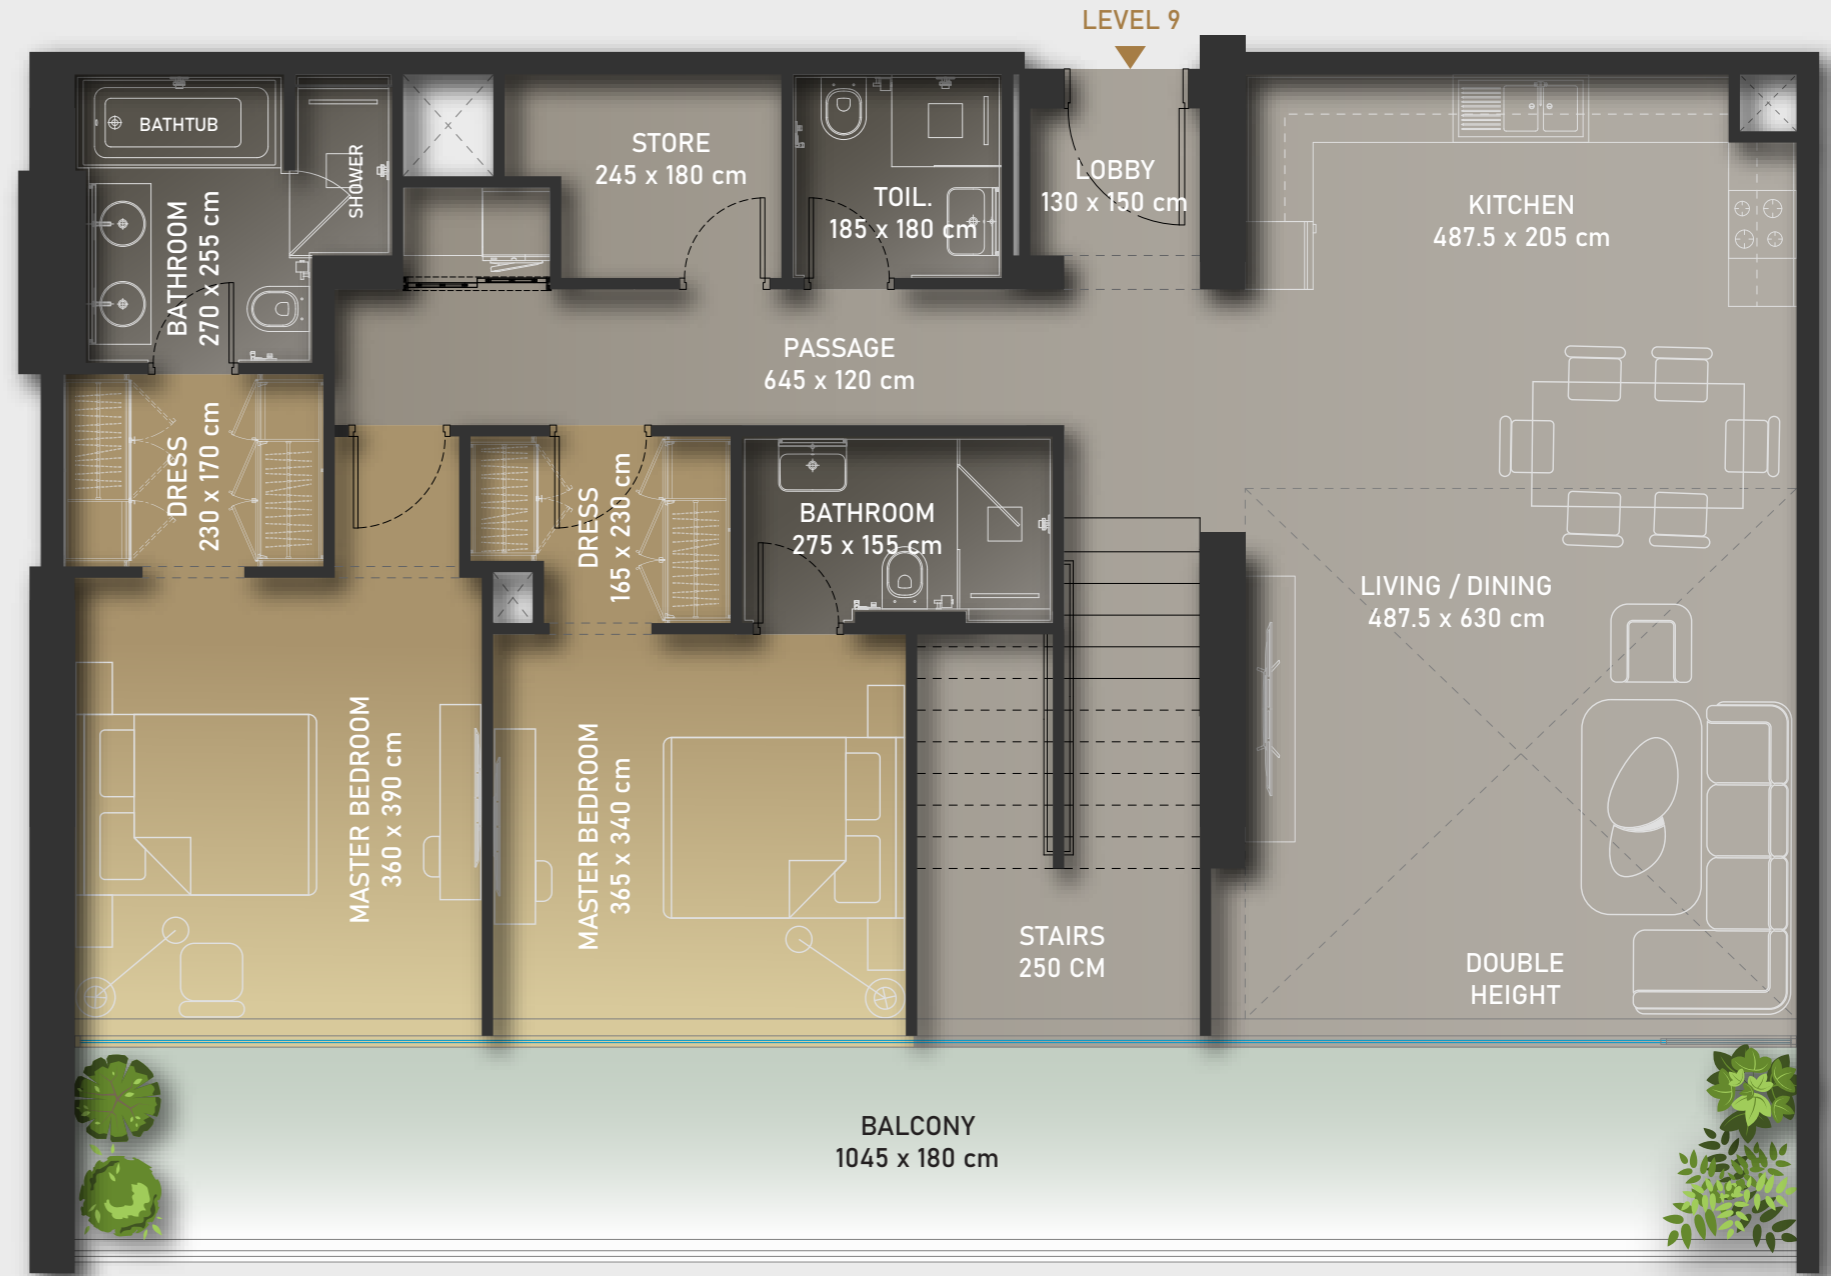 LEVEL 9
BATHTUB
SHOWER
STORE
245 x 180 cm
TOIL.
185 x 180 cm
LOBBY
130 x 150 cm
KITCHEN
487.5 x 205 cm
BATHROOM
270 x 255 cm
PASSAGE
645 x 120 cm
DRESS
230 x 170 cm
DRESS
165 x 230 cm
BATHROOM
275 x 155 cm
LIVING / DINING
487.5 x 630 cm
MASTER BEDROOM
360 x 390 cm
MASTER BEDROOM
365 x 340 cm
STAIRS
250 CM
DOUBLE
HEIGHT
BALCONY
1045 x 180 cm